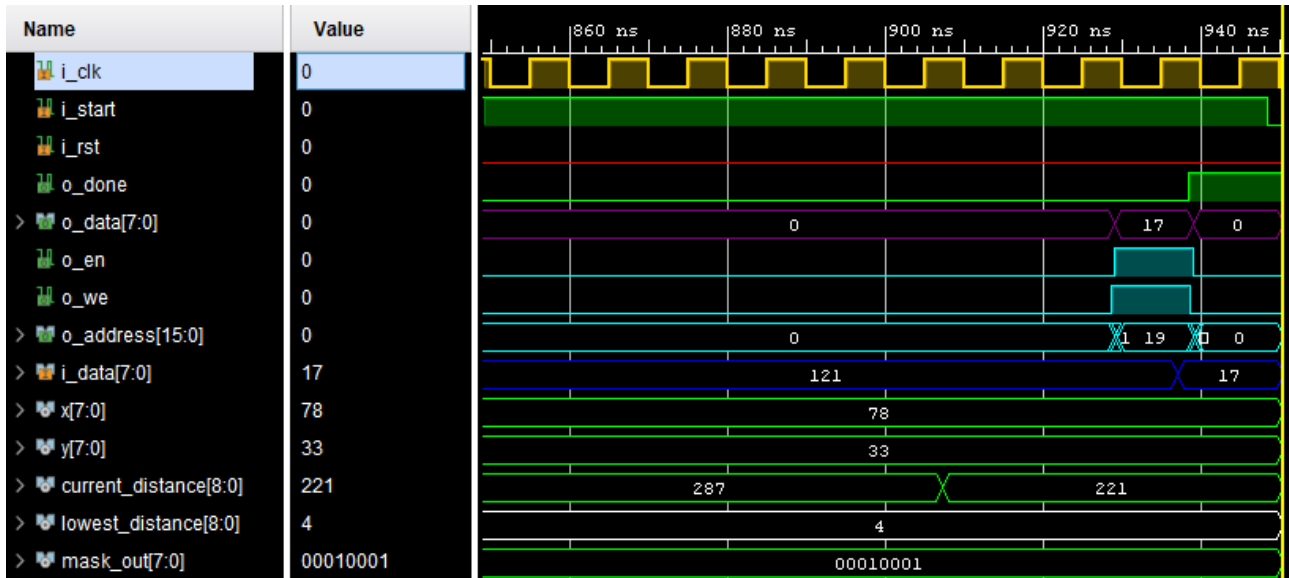 Name Value 860 ns 880 ns 900 ns 920 ns 940 ns
i_clk 0
i_start 0
i_rst 0
o_done 0
o_data[7:0] 0 0 17 0
o_en 0
o_we 0
o_address[15:0] 0 0 1 19 0
i_data[7:0] 17 121 17
x[7:0] 78 78
y[7:0] 33 33
current_distance[8:0] 221 287 221
lowest_distance[8:0] 4 4
mask_out[7:0] 00010001 00010001